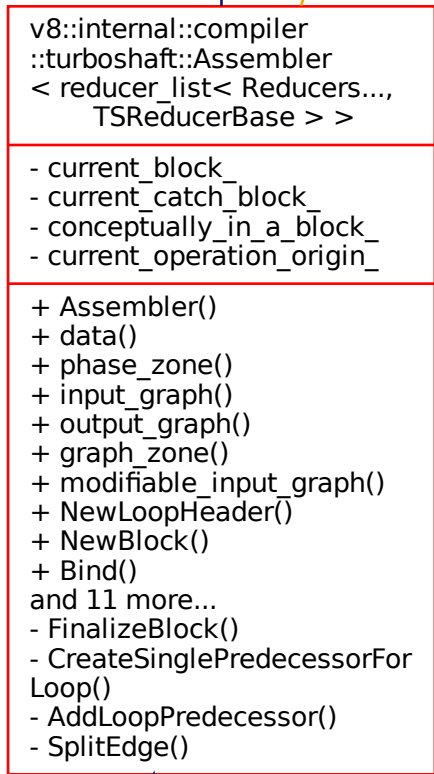 v8::internal::compiler
::turboshaft::Assembler
< reducer_list< Reducers...,
TSReducerBase > >
- current_block_
- current_catch_block_
- conceptually_in_a_block_
- current_operation_origin_
+ Assembler()
+ data()
+ phase_zone()
+ input_graph()
+ output_graph()
+ graph_zone()
+ modifiable_input_graph()
+ NewLoopHeader()
+ NewBlock()
+ Bind()
and 11 more...
- FinalizeBlock()
- CreateSinglePredecessorFor
Loop()
- AddLoopPredecessor()
- SplitEdge()